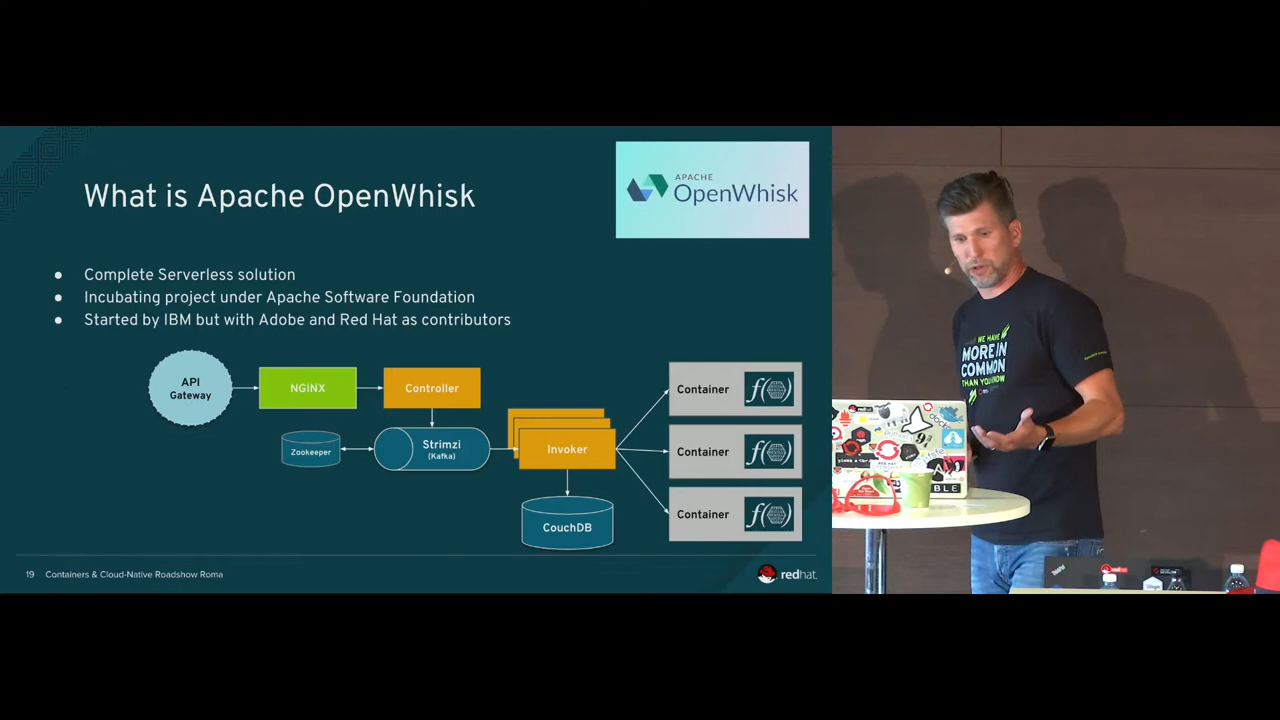 What is Apache OpenWhisk
APACHE
OpenWhisk
● Complete Serverless solution
● Incubating project under Apache Software Foundation
● Started by IBM but with Adobe and Red Hat as contributors
API
Gateway
NGINX
Controller
Zookeeper
Strimzi
(Kafka)
Invoker
CouchDB
Container
f(
Container
f(
Container
f(
19 Containers & Cloud-Native Roadshow Roma
redhat.
WE HAVE
MORE IN
COMMON
THAN YOU KNOW
ThinkPad
redhat